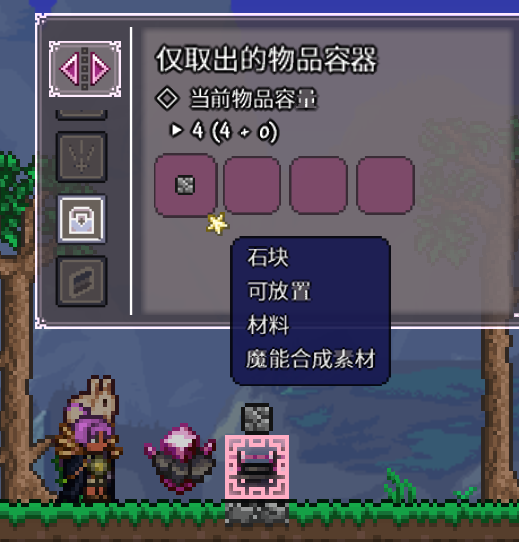 仅取出的物品容器
当前物品容量
4 (4 + 0)
石块
可放置
材料
魔能合成素材